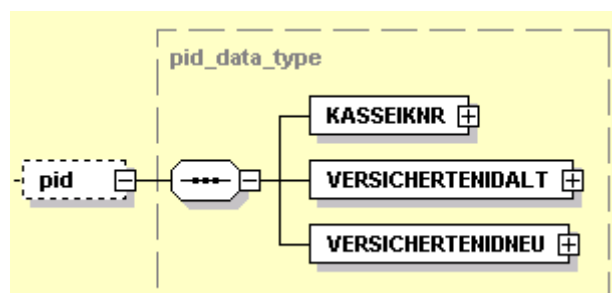 pid_data_type
KASSEIKNR
pid
VERSICHERTENIDALT
VERSICHERTENIDNEU